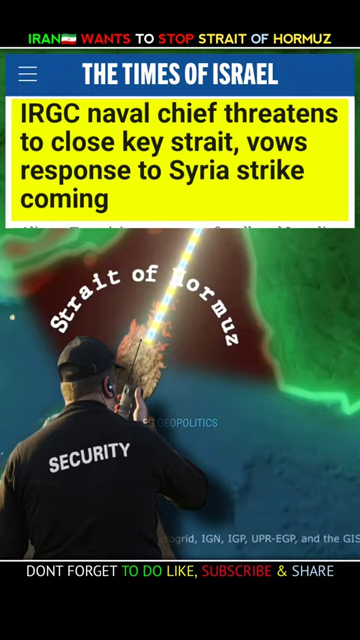 IRAN🇮🇷 WANTS TO STOP STRAIT OF HORMUZ
THE TIMES OF ISRAEL
IRGC naval chief threatens
to close key strait, vows
response to Syria strike
coming
Strait of Hormuz
GEOPOLITICS
SECURITY
IGN, IGP, UPR-EGP, and the GIS
DONT FORGET TO DO LIKE, SUBSCRIBE & SHARE